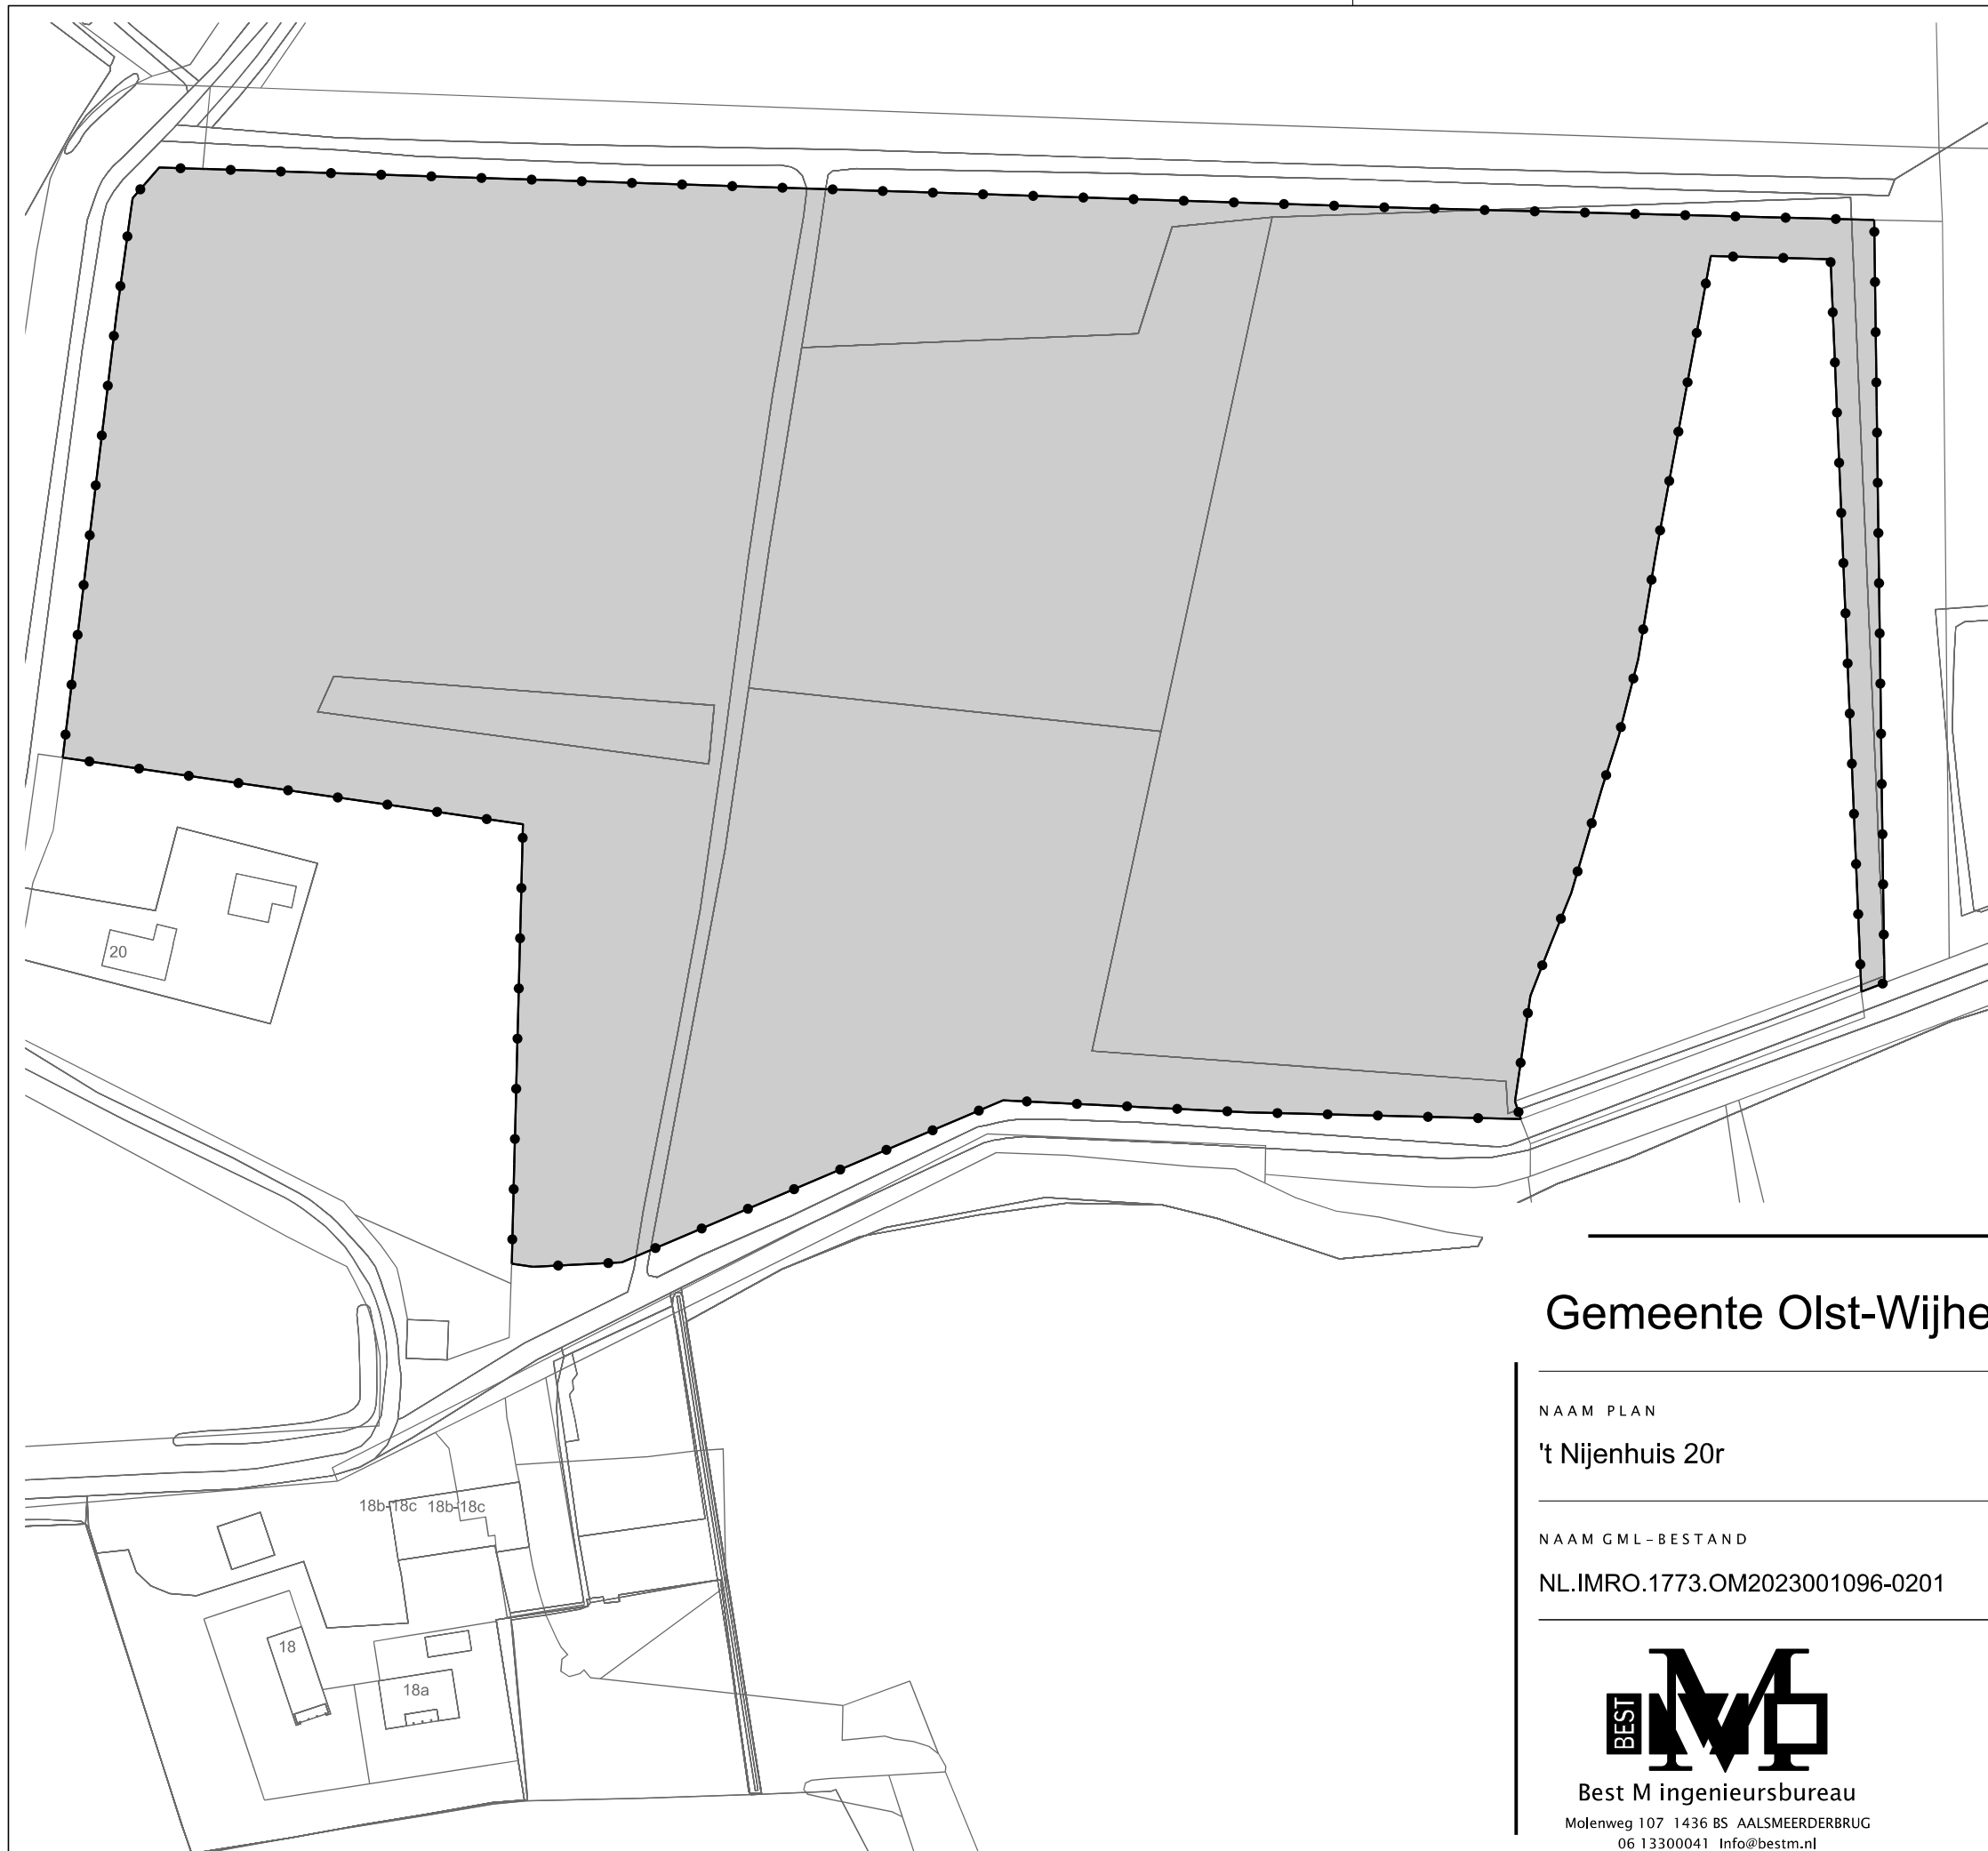 20
18b-18c 18b-18c
18
18a
Gemeente Olst-Wijhe
NAAM PLAN
't Nijenhuis 20r
NAAM GML-BESTAND
NL.IMRO.1773.OM2023001096-0201
BEST
M
Best M ingenieursbureau
Molenweg 107 1436 BS AALSMEERDERBRUG
06 13300041 Info@bestm.nl